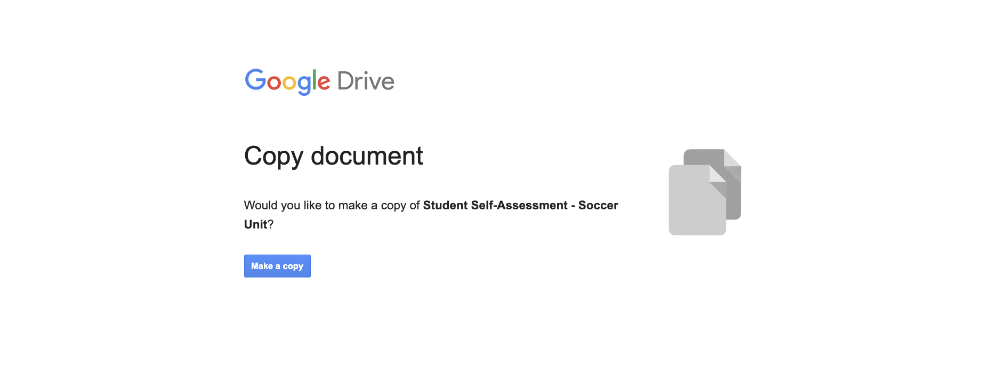 Google Drive
Copy document
Would you like to make a copy of Student Self-Assessment - Soccer
Unit?
Make a copy